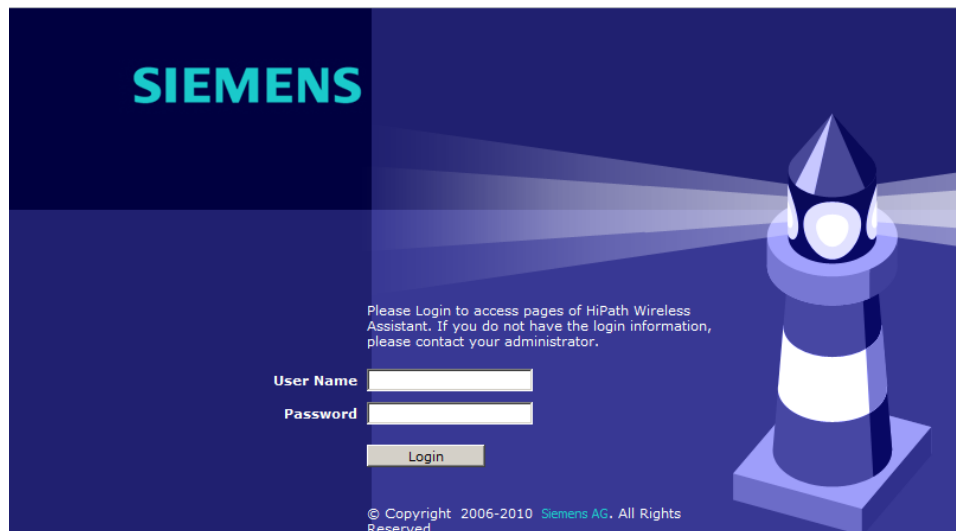 SIEMENS
Please Login to access pages of HiPath Wireless
Assistant. If you do not have the login information,
please contact your administrator.
User Name
Password
Login
© Copyright 2006-2010 Siemens AG. All Rights
Reserved